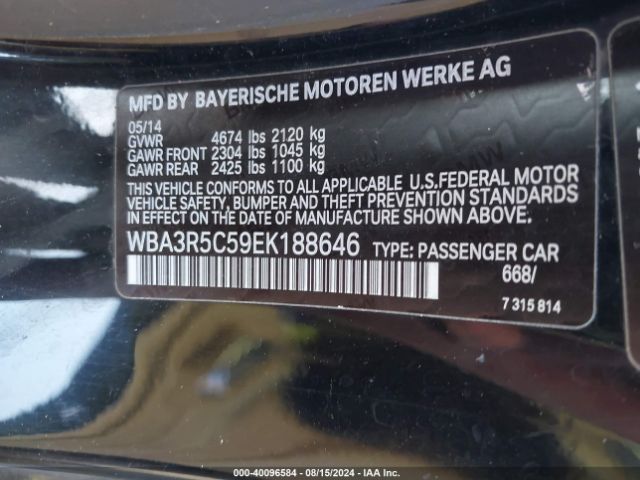 MFD BY BAYERISCHE MOTOREN WERKE AG
05/14
GVWR 4674 lbs 2120 kg
GAWR FRONT 2304 lbs 1045 kg
GAWR REAR 2425 lbs 1100 kg
THIS VEHICLE CONFORMS TO ALL APPLICABLE U.S.FEDERAL MOTOR
VEHICLE SAFETY, BUMPER AND THEFT PREVENTION STANDARDS
IN EFFECT ON THE DATE OF MANUFACTURE SHOWN ABOVE.
WBA3R5C59EK188646 TYPE: PASSENGER CAR
668/
7 315 814
200 - 40096584 - 08/15/2024 - IAA Inc.